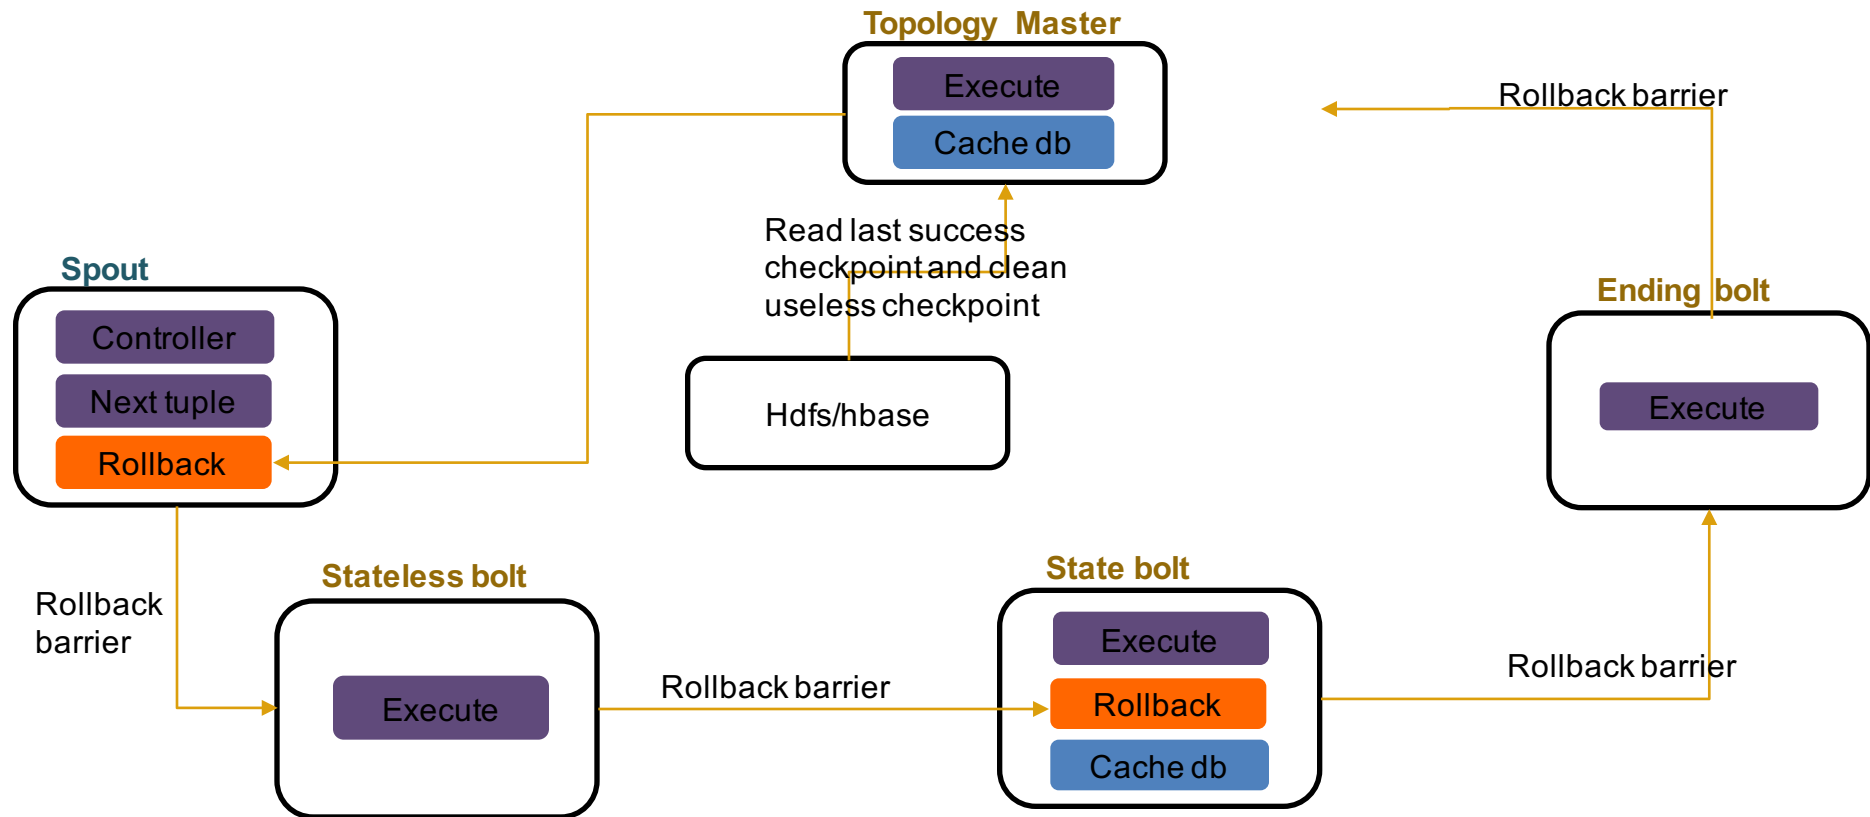 Topology Master
Execute
Cache db
Rollback barrier
Read last success
checkpoint and clean
useless checkpoint
Spout
Controller
Next tuple
Rollback
Hdfs/hbase
Ending bolt
Execute
Rollback
barrier
Stateless bolt
Execute
Rollback barrier
State bolt
Execute
Rollback
Cache db
Rollback barrier